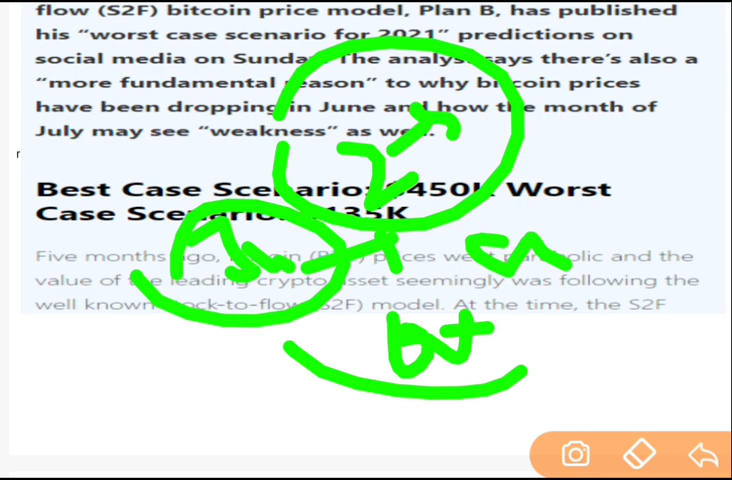 flow (S2F) bitcoin price model, Plan B, has published
his “worst case scenario for 2021” predictions on
social media on Sunday. The analyst says there’s also a
“more fundamental reason” to why bitcoin prices
have been dropping in June and how the month of
July may see “weakness” as well.
Best Case Scenario: $450K Worst
Case Scenario: $135K
Five months ago, Bitcoin (BTC) prices went parabolic and the
value of the leading crypto asset seemingly was following the
well known stock-to-flow (S2F) model. At the time, the S2F